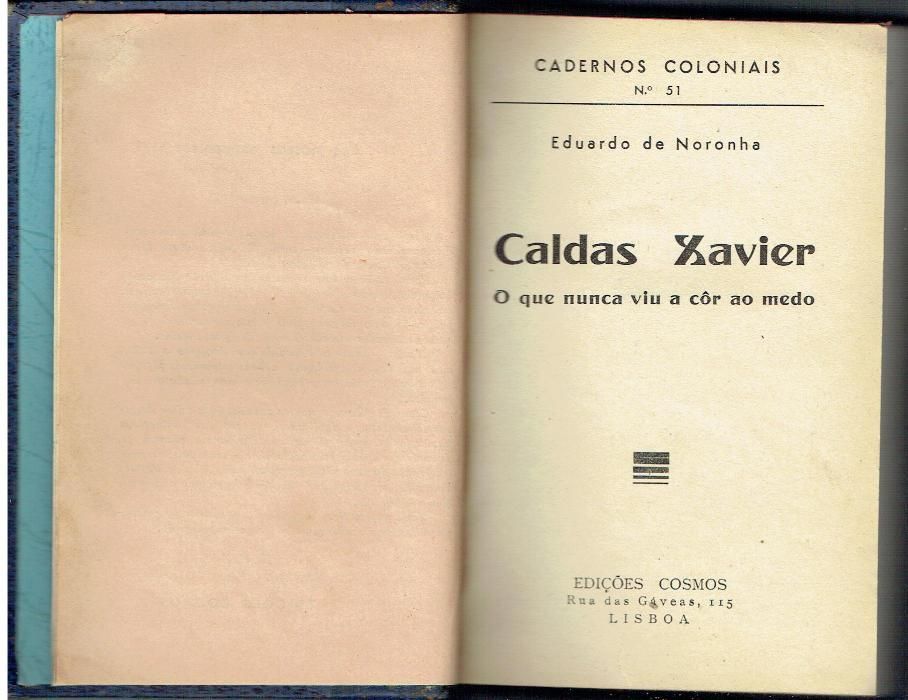 CADERNOS COLONIAIS
N.º 51
Eduardo de Noronha
Caldas Xavier
O que nunca viu a côr ao medo
EDIÇÕES COSMOS
Rua das Gáveas, 115
LISBOA